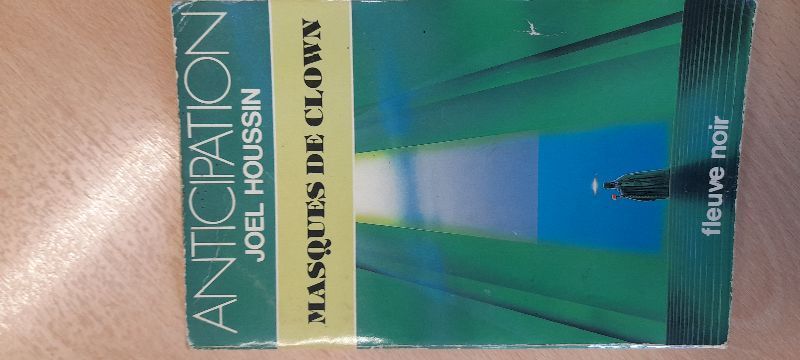 ANTICIPATION
JOEL HOUSSIN
MASQUES DE CLOWN
fleuve noir